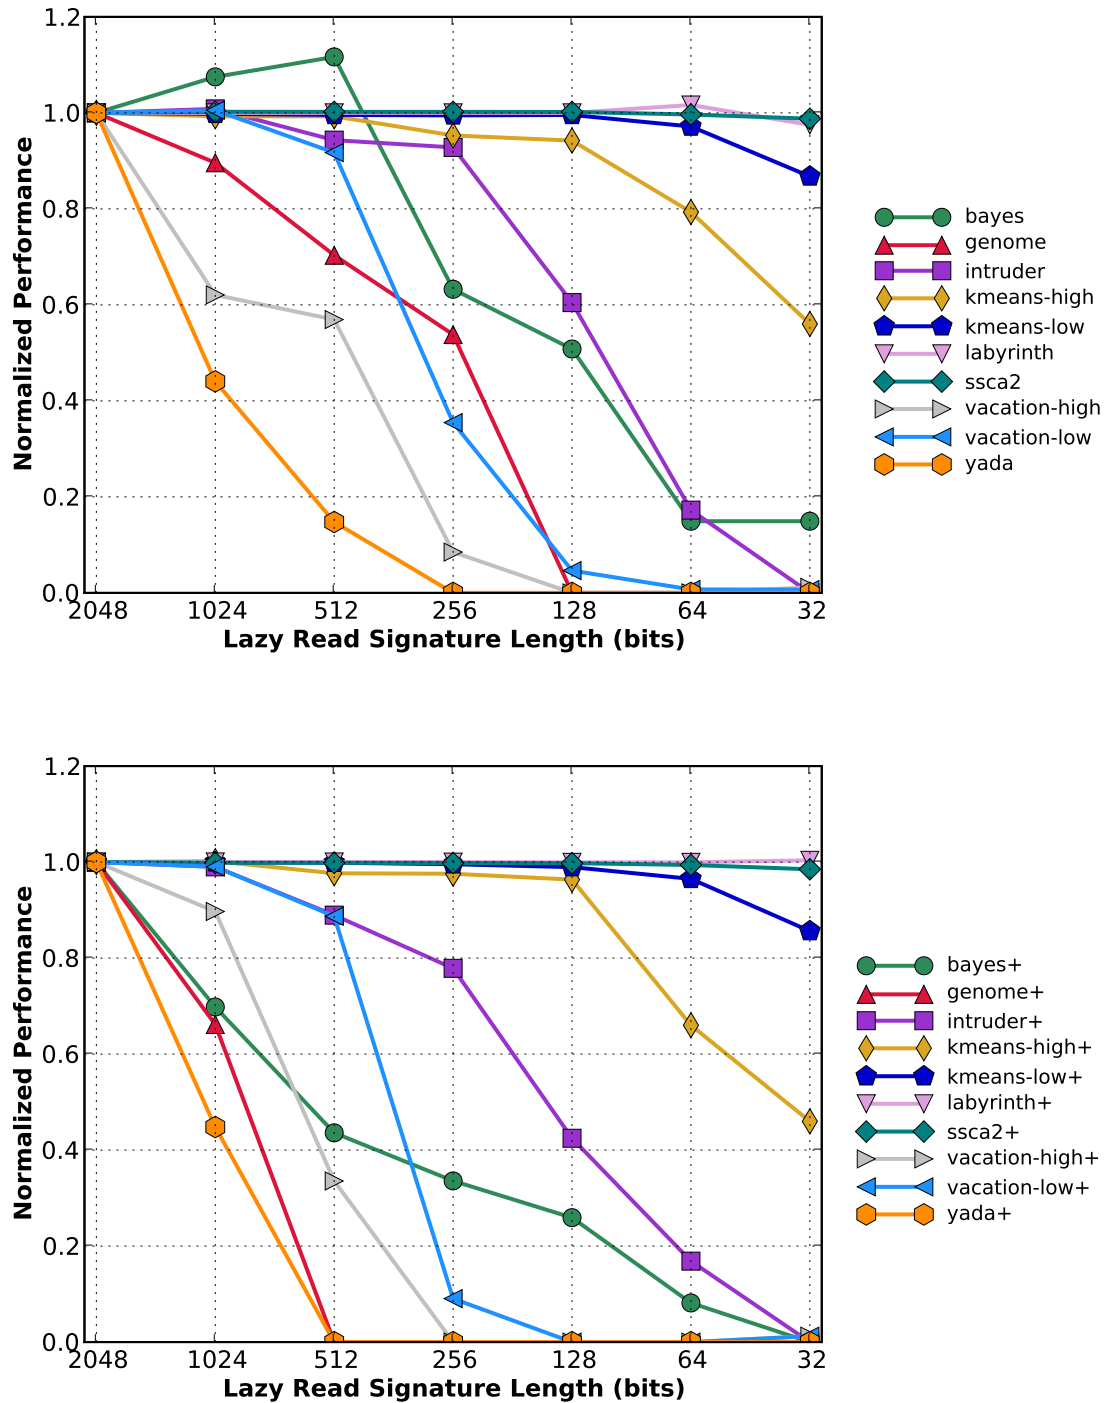 1.2
1.0
0.8
0.6
0.4
0.2
0.0
Normalized Performance
2048 1024 512 256 128 64 32
Lazy Read Signature Length (bits)
bayes
genome
intruder
kmeans-high
kmeans-low
labyrinth
ssca2
vacation-high
vacation-low
yada
1.2
1.0
0.8
0.6
0.4
0.2
0.0
Normalized Performance
2048 1024 512 256 128 64 32
Lazy Read Signature Length (bits)
bayes+
genome+
intruder+
kmeans-high+
kmeans-low+
labyrinth+
ssca2+
vacation-high+
vacation-low+
yada+